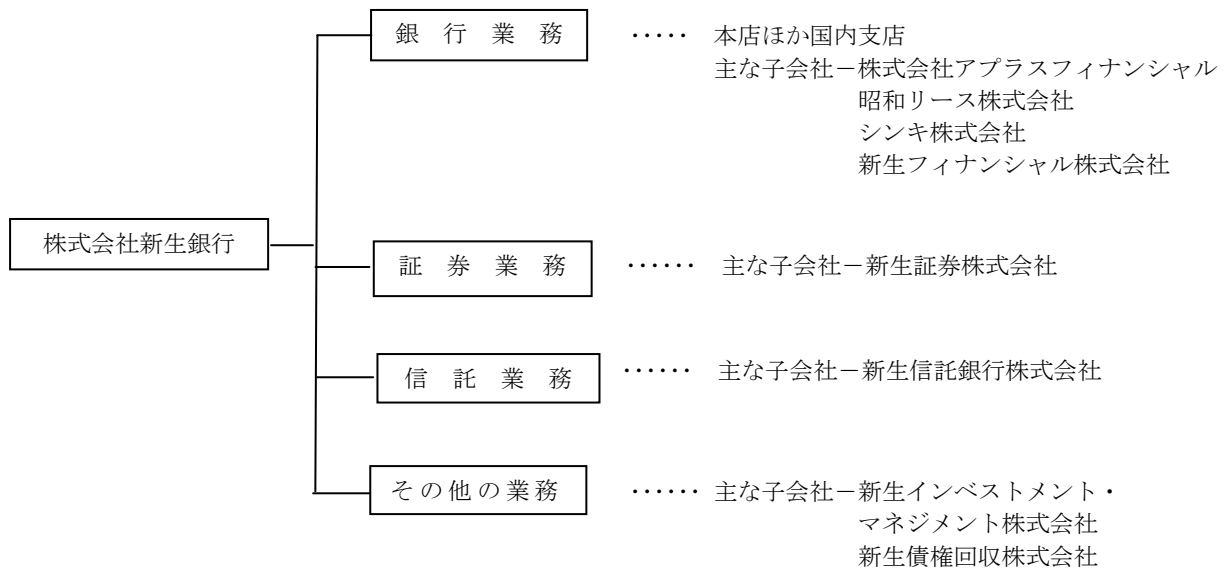 銀行業務 ····· 本店ほか国内支店
主な子会社－株式会社アプラスフィナンシャル
昭和リース株式会社
シンキ株式会社
新生フィナンシャル株式会社
株式会社新生銀行
証券業務 ······ 主な子会社－新生証券株式会社
信託業務 ······ 主な子会社－新生信託銀行株式会社
その他の業務 ······ 主な子会社－新生インベストメント・
マネジメント株式会社
新生債権回収株式会社